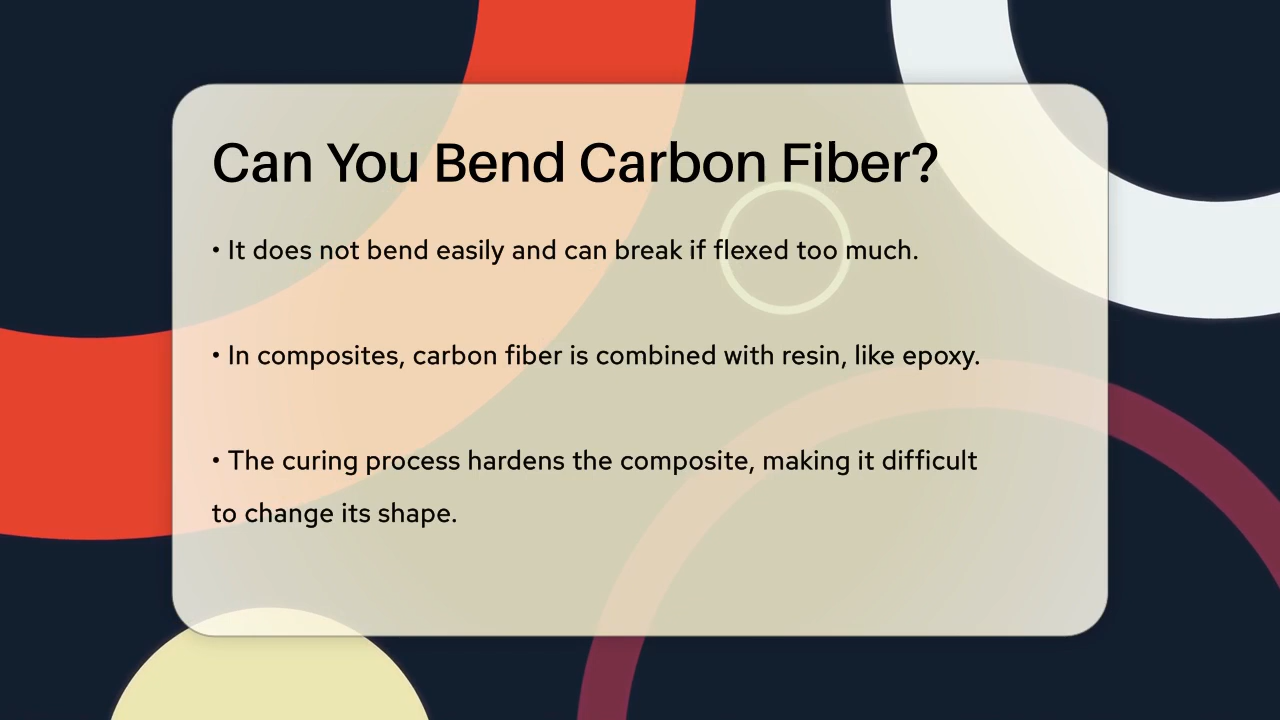 Can You Bend Carbon Fiber?
• It does not bend easily and can break if flexed too much.
• In composites, carbon fiber is combined with resin, like epoxy.
• The curing process hardens the composite, making it difficult
to change its shape.